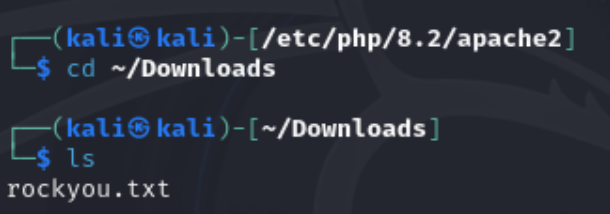 ┌──(kali㉿kali)-[/etc/php/8.2/apache2]
└─$ cd ~/Downloads
┌──(kali㉿kali)-[~/Downloads]
└─$ ls
rockyou.txt